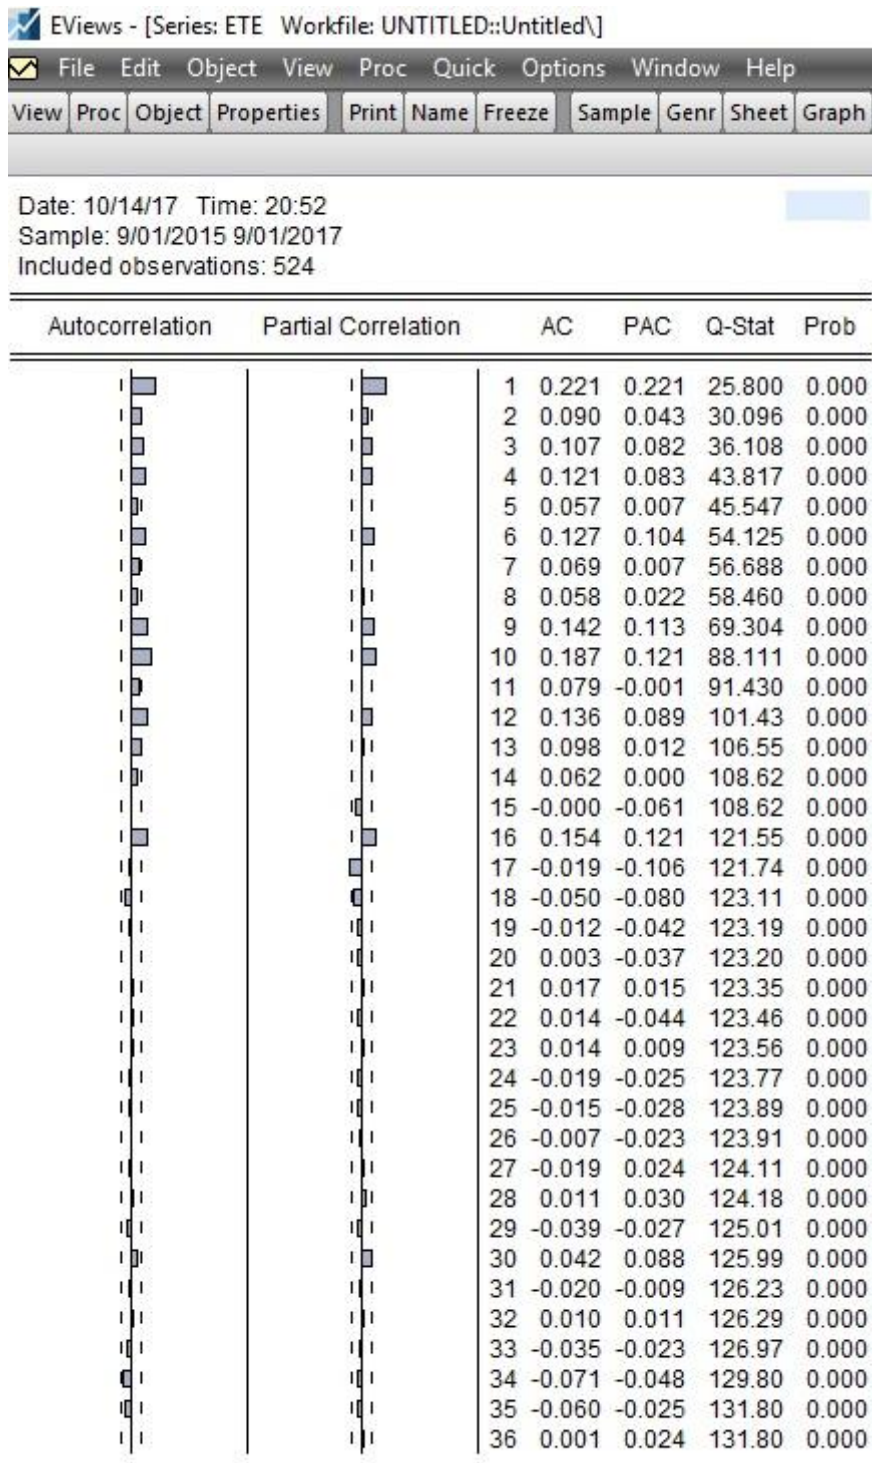 EViews - [Series: ETE Workfile: UNTITLED::Untitled\]
File Edit Object View Proc Quick Options Window Help
View Proc Object Properties Print Name Freeze Sample Genr Sheet Graph
Date: 10/14/17 Time: 20:52
Sample: 9/01/2015 9/01/2017
Included observations: 524
Autocorrelation Partial Correlation AC PAC Q-Stat Prob
1 0.221 0.221 25.800 0.000
2 0.090 0.043 30.096 0.000
3 0.107 0.082 36.108 0.000
4 0.121 0.083 43.817 0.000
5 0.057 0.007 45.547 0.000
6 0.127 0.104 54.125 0.000
7 0.069 0.007 56.688 0.000
8 0.058 0.022 58.460 0.000
9 0.142 0.113 69.304 0.000
10 0.187 0.121 88.111 0.000
11 0.079 -0.001 91.430 0.000
12 0.136 0.089 101.43 0.000
13 0.098 0.012 106.55 0.000
14 0.062 0.000 108.62 0.000
15 -0.000 -0.061 108.62 0.000
16 0.154 0.121 121.55 0.000
17 -0.019 -0.106 121.74 0.000
18 -0.050 -0.080 123.11 0.000
19 -0.012 -0.042 123.19 0.000
20 0.003 -0.037 123.20 0.000
21 0.017 0.015 123.35 0.000
22 0.014 -0.044 123.46 0.000
23 0.014 0.009 123.56 0.000
24 -0.019 -0.025 123.77 0.000
25 -0.015 -0.028 123.89 0.000
26 -0.007 -0.023 123.91 0.000
27 -0.019 0.024 124.11 0.000
28 0.011 0.030 124.18 0.000
29 -0.039 -0.027 125.01 0.000
30 0.042 0.088 125.99 0.000
31 -0.020 -0.009 126.23 0.000
32 0.010 0.011 126.29 0.000
33 -0.035 -0.023 126.97 0.000
34 -0.071 -0.048 129.80 0.000
35 -0.060 -0.025 131.80 0.000
36 0.001 0.024 131.80 0.000